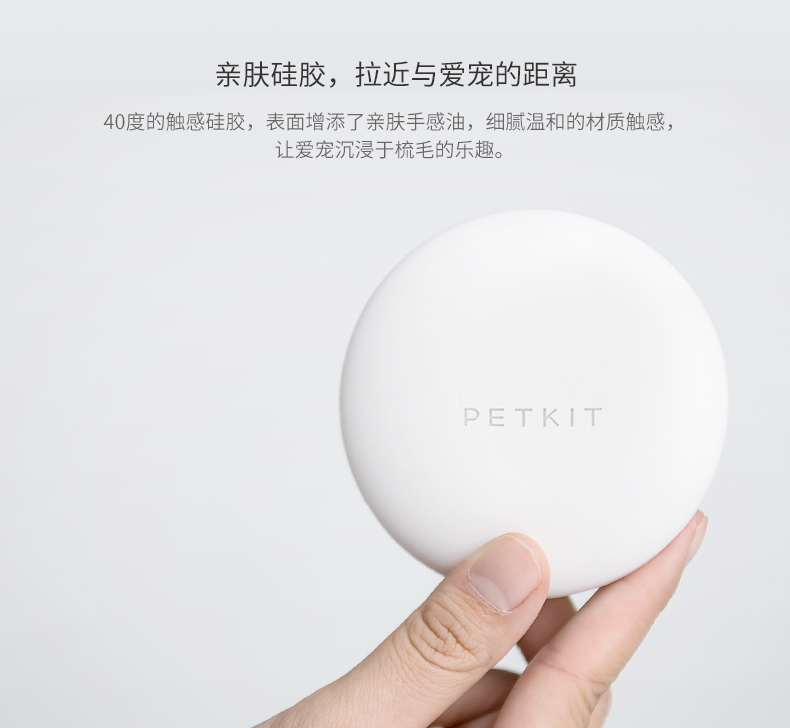 亲肤硅胶，拉近与爱宠的距离
40度的触感硅胶，表面增添了亲肤手感油，细腻温和的材质触感，
让爱宠沉浸于梳毛的乐趣。
PETKIT